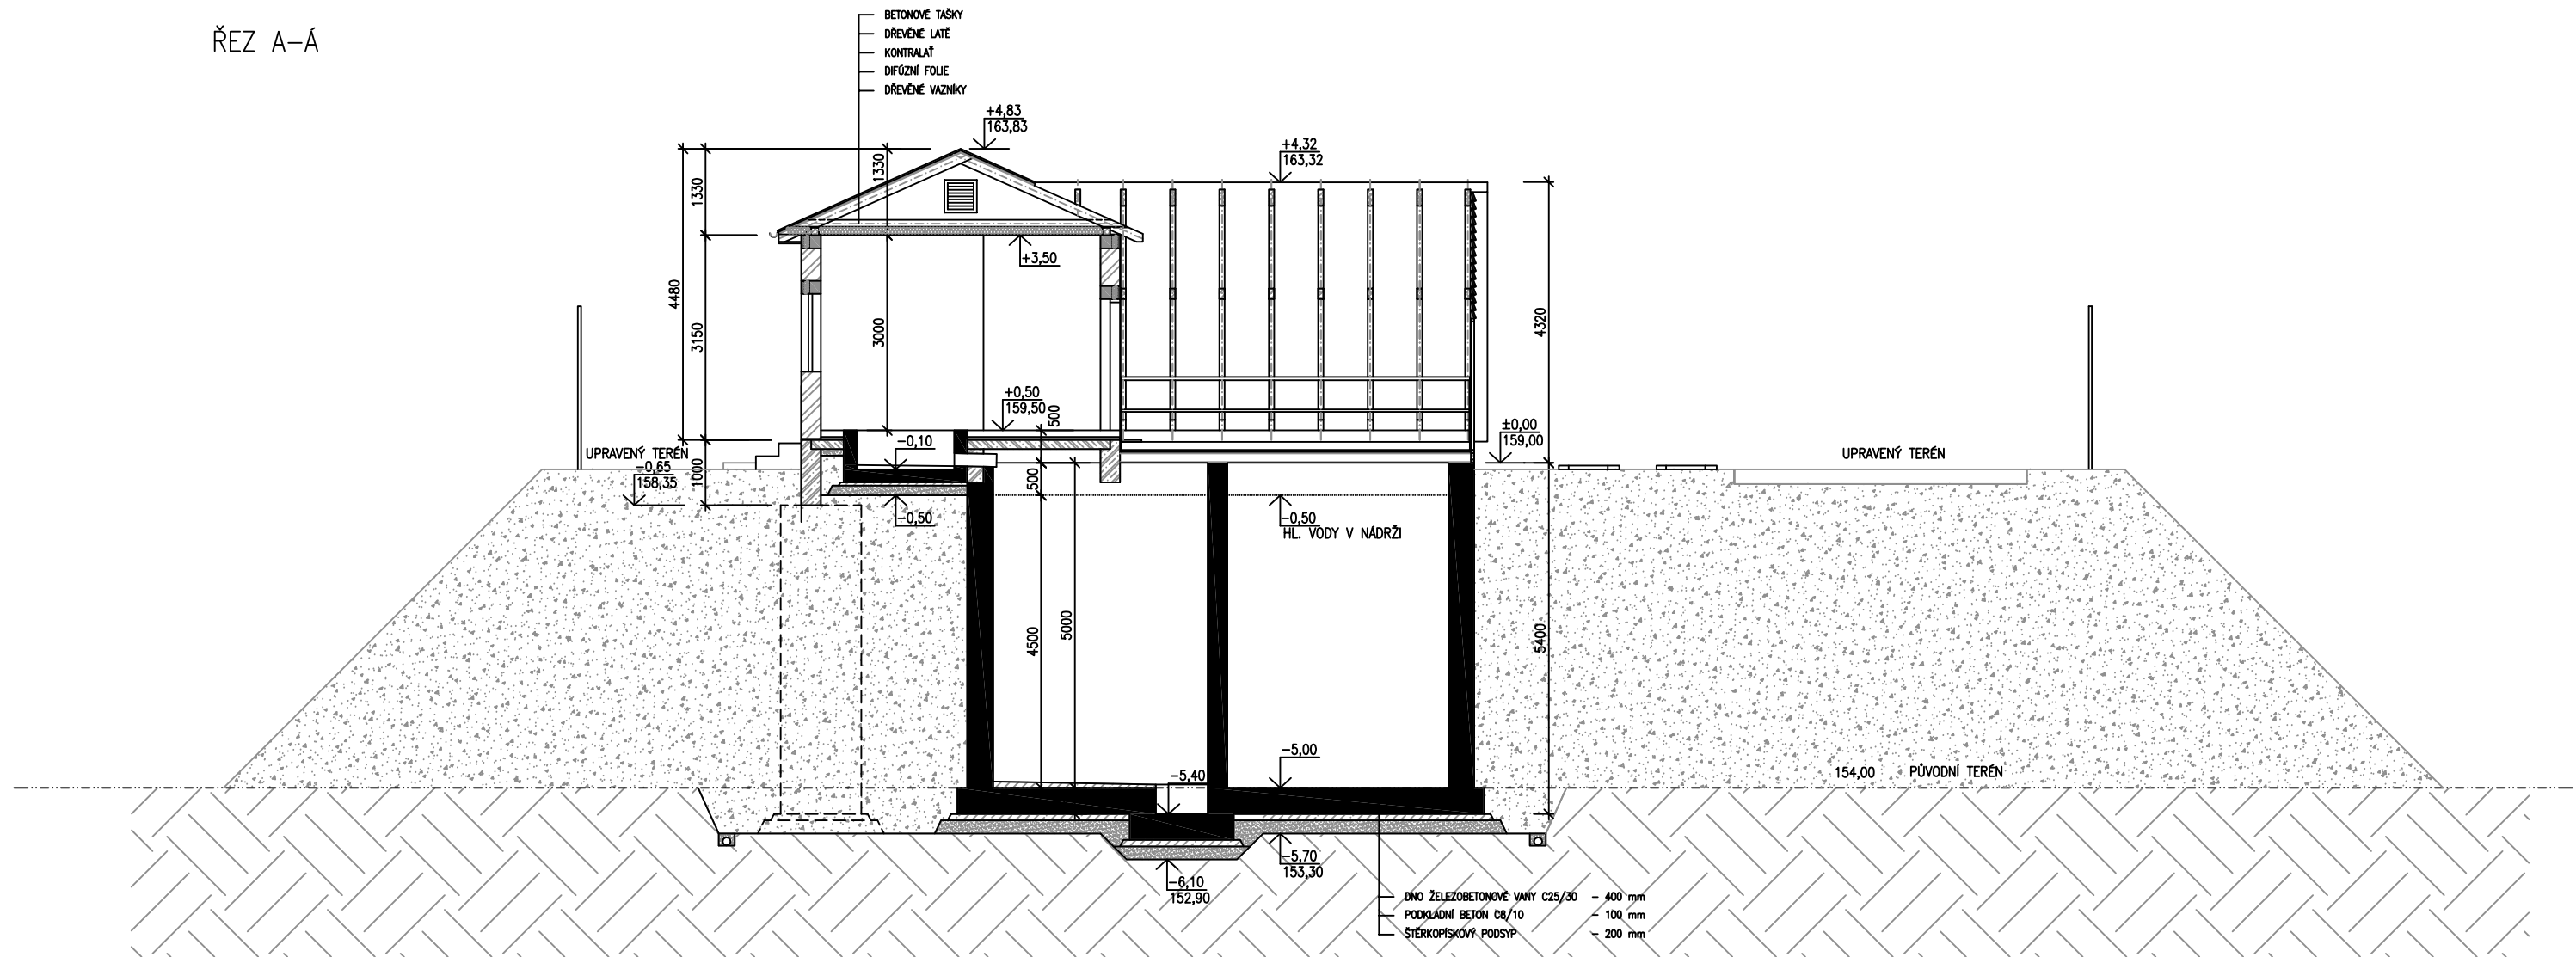 ŘEZ A–Á
BETONOVÉ TAŠKY
DŘEVĚNÉ LATĚ
KONTRALAŤ
DIFÚZNÍ FOLIE
DŘEVĚNÉ VAZNÍKY
+4,83
163,83
+4,32
163,32
1330
1330
+3,50
4480
3150
3000
4320
+0,50
159,50
500
-0,10
±0,00
159,00
UPRAVENÝ TERÉN
-0,65
158,35
1000
500
UPRAVENÝ TERÉN
-0,50
-0,50
HL. VODY V NÁDRŽI
4500
5000
5400
-5,00
-5,40
154,00 PŮVODNÍ TERÉN
-5,70
153,30
-6,10
152,90
DNO ŽELEZOBETONOVÉ VANY C25/30 - 400 mm
PODKLADNÍ BETON C8/10 - 100 mm
ŠTĚRKOPÍSKOVÝ PODSYP - 200 mm